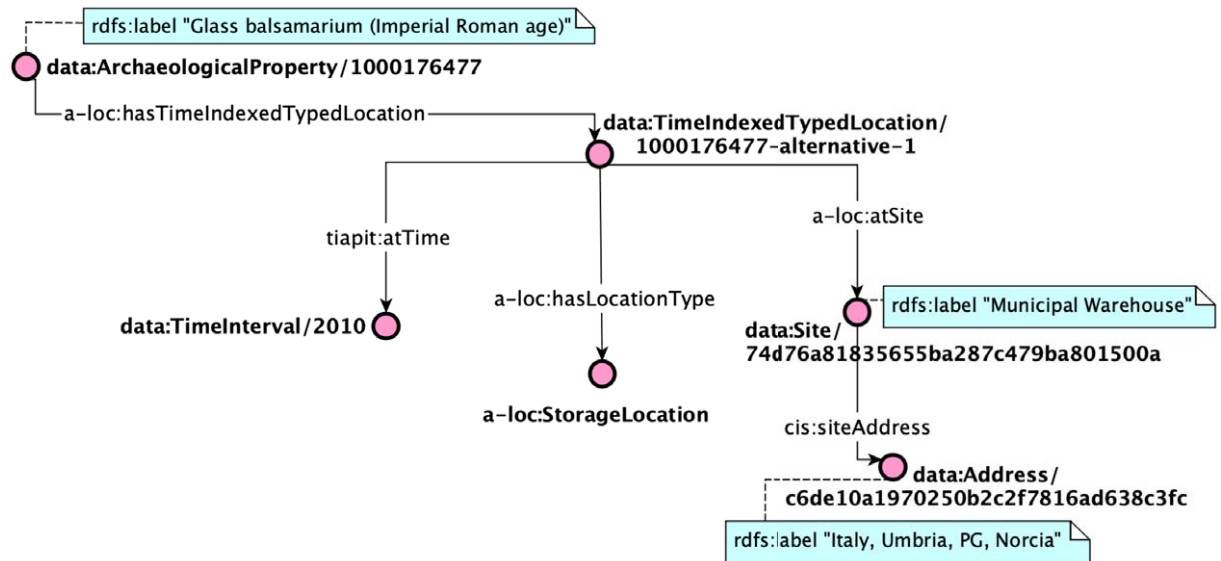 rdfs:label "Glass balsamarium (Imperial Roman age)"
data:ArchaeologicalProperty/1000176477
a-loc:hasTimeIndexedTypedLocation
data:TimeIndexedTypedLocation/
1000176477-alternative-1
a-loc:atSite
tiapit:atTime
a-loc:hasLocationType
rdfs:label "Municipal Warehouse"
data:TimeInterval/2010
data:Site/
74d76a81835655ba287c479ba801500a
a-loc:StorageLocation
cis:siteAddress
data:Address/
c6de10a1970250b2c2f7816ad638c3fc
rdfs:label "Italy, Umbria, PG, Norcia"